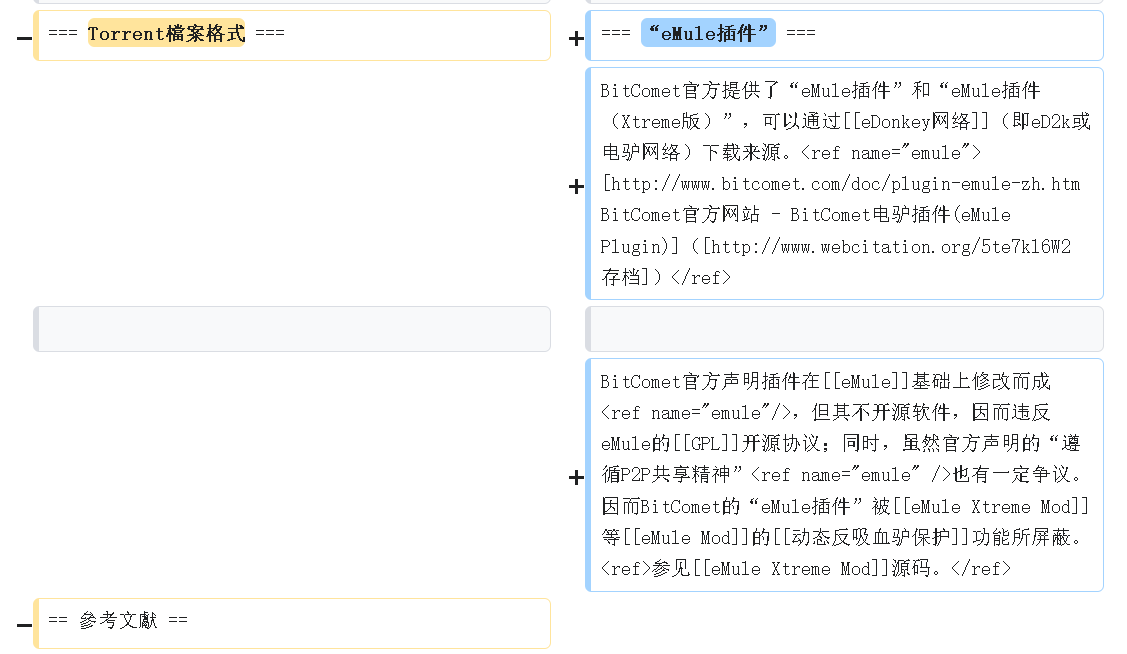 − === Torrent檔案格式 ===
+ === “eMule插件” ===
+ BitComet官方提供了“eMule插件”和“eMule插件
（Xtreme版）”，可以通过[[eDonkey网络]]（即eD2k或
电驴网络）下载来源。<ref name="emule">
[http://www.bitcomet.com/doc/plugin-emule-zh.htm
BitComet官方网站 - BitComet电驴插件(eMule
Plugin)]（[http://www.webcitation.org/5te7kl6W2
存档]）</ref>
+ BitComet官方声明插件在[[eMule]]基础上修改而成
<ref name="emule"/>，但其不开源软件，因而违反
eMule的[[GPL]]开源协议；同时，虽然官方声明的“遵
循P2P共享精神”<ref name="emule" />也有一定争议。
因而BitComet的“eMule插件”被[[eMule Xtreme Mod]]
等[[eMule Mod]]的[[动态反吸血驴保护]]功能所屏蔽。
<ref>参见[[eMule Xtreme Mod]]源码。</ref>
− == 參考文獻 ==